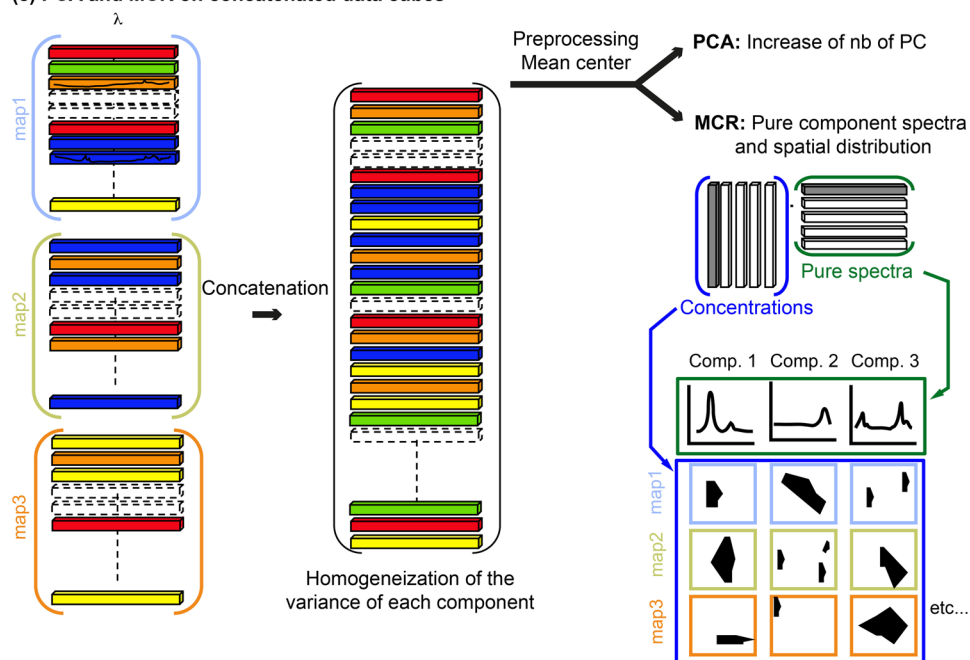 λ
map1
map2
map3
Concatenation
Homogeneization of the
variance of each component
Preprocessing
Mean center
PCA: Increase of nb of PC
MCR: Pure component spectra
and spatial distribution
Pure spectra
Concentrations
Comp. 1 Comp. 2 Comp. 3
map1
map2
map3
etc...